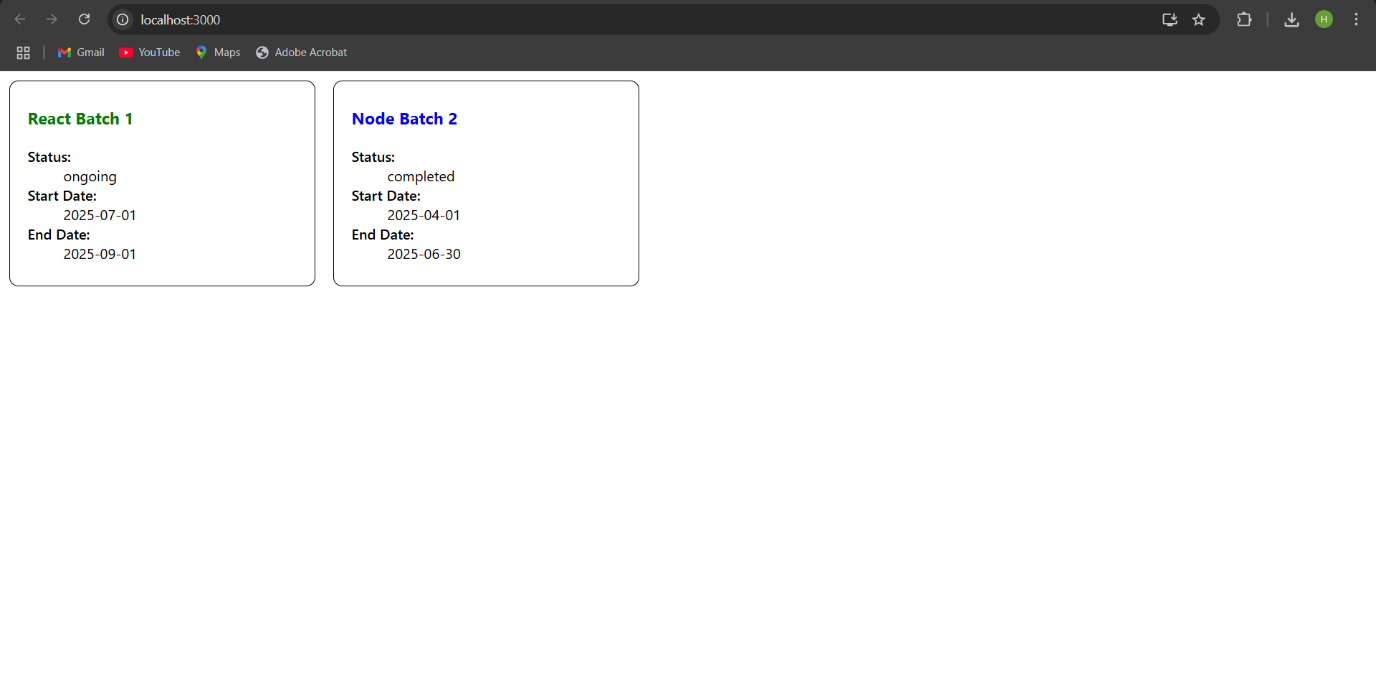 localhost:3000
H
Gmail YouTube Maps Adobe Acrobat
React Batch 1
Status:
ongoing
Start Date:
2025-07-01
End Date:
2025-09-01
Node Batch 2
Status:
completed
Start Date:
2025-04-01
End Date:
2025-06-30